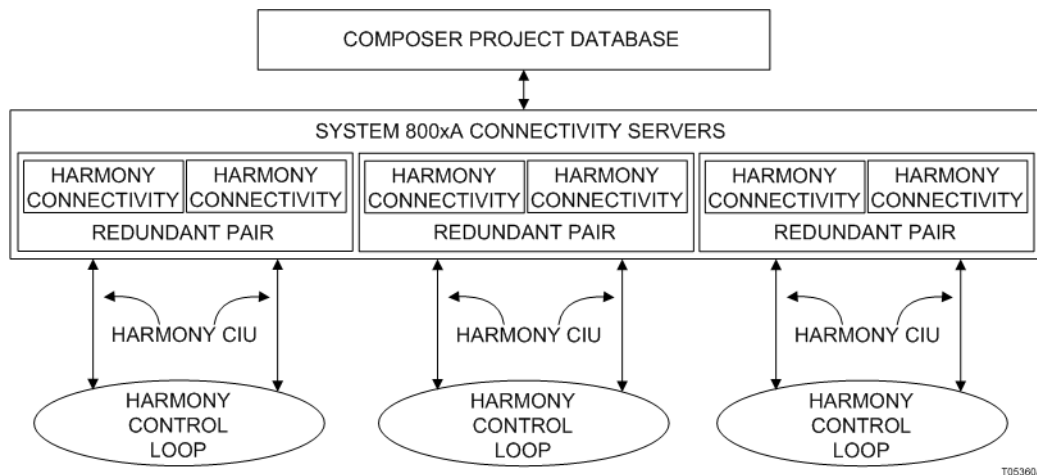 COMPOSER PROJECT DATABASE
SYSTEM 800xA CONNECTIVITY SERVERS
HARMONY
CONNECTIVITY
HARMONY
CONNECTIVITY
REDUNDANT PAIR
HARMONY
CONNECTIVITY
HARMONY
CONNECTIVITY
REDUNDANT PAIR
HARMONY
CONNECTIVITY
HARMONY
CONNECTIVITY
REDUNDANT PAIR
HARMONY CIU
HARMONY CIU
HARMONY CIU
HARMONY
CONTROL
LOOP
HARMONY
CONTROL
LOOP
HARMONY
CONTROL
LOOP